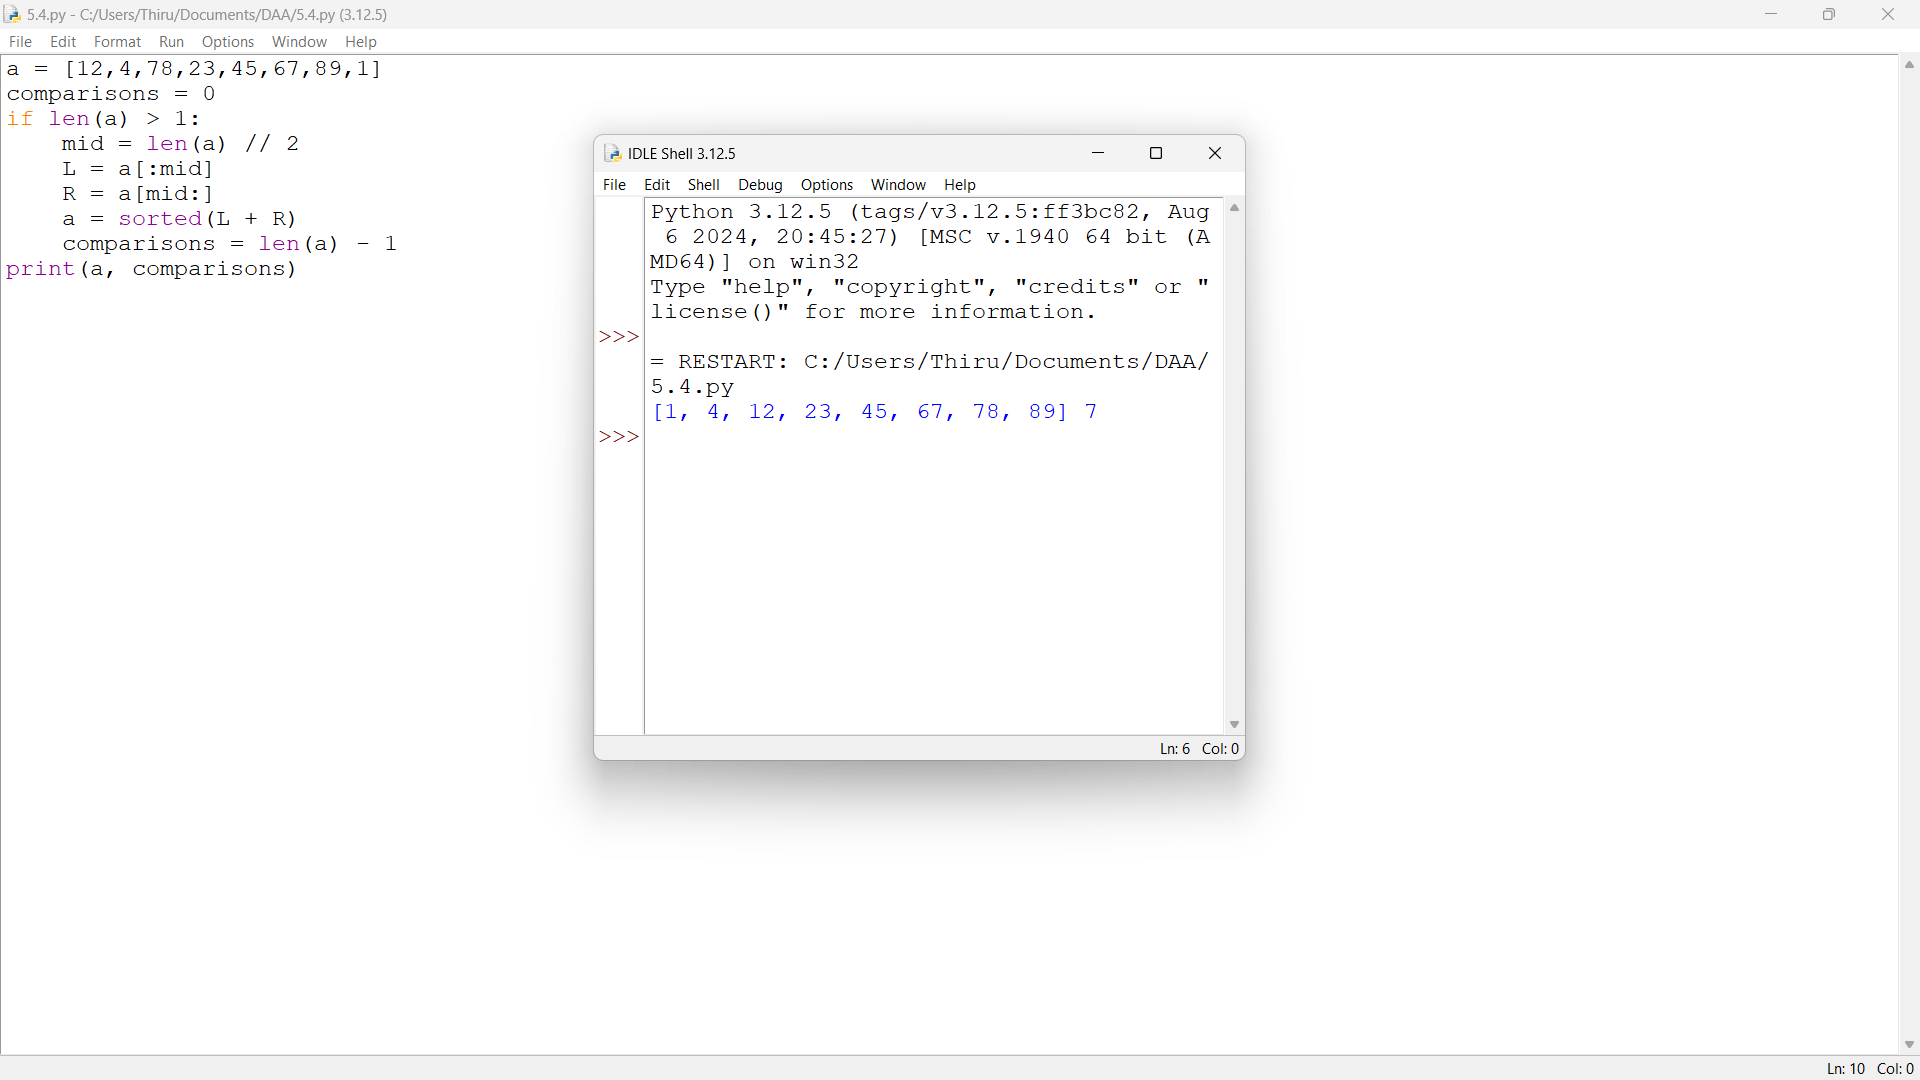 5.4.py - C:/Users/Thiru/Documents/DAA/5.4.py (3.12.5)
File Edit Format Run Options Window Help
a = [12,4,78,23,45,67,89,1]
comparisons = 0
if len(a) > 1:
    mid = len(a) // 2
    L = a[:mid]
    R = a[mid:]
    a = sorted(L + R)
    comparisons = len(a) - 1
print(a, comparisons)
IDLE Shell 3.12.5
File Edit Shell Debug Options Window Help
Python 3.12.5 (tags/v3.12.5:ff3bc82, Aug
 6 2024, 20:45:27) [MSC v.1940 64 bit (A
MD64)] on win32
Type "help", "copyright", "credits" or "
license()" for more information.
>>>
= RESTART: C:/Users/Thiru/Documents/DAA/
5.4.py
[1, 4, 12, 23, 45, 67, 78, 89] 7
>>>
Ln: 6 Col: 0
Ln: 10 Col: 0